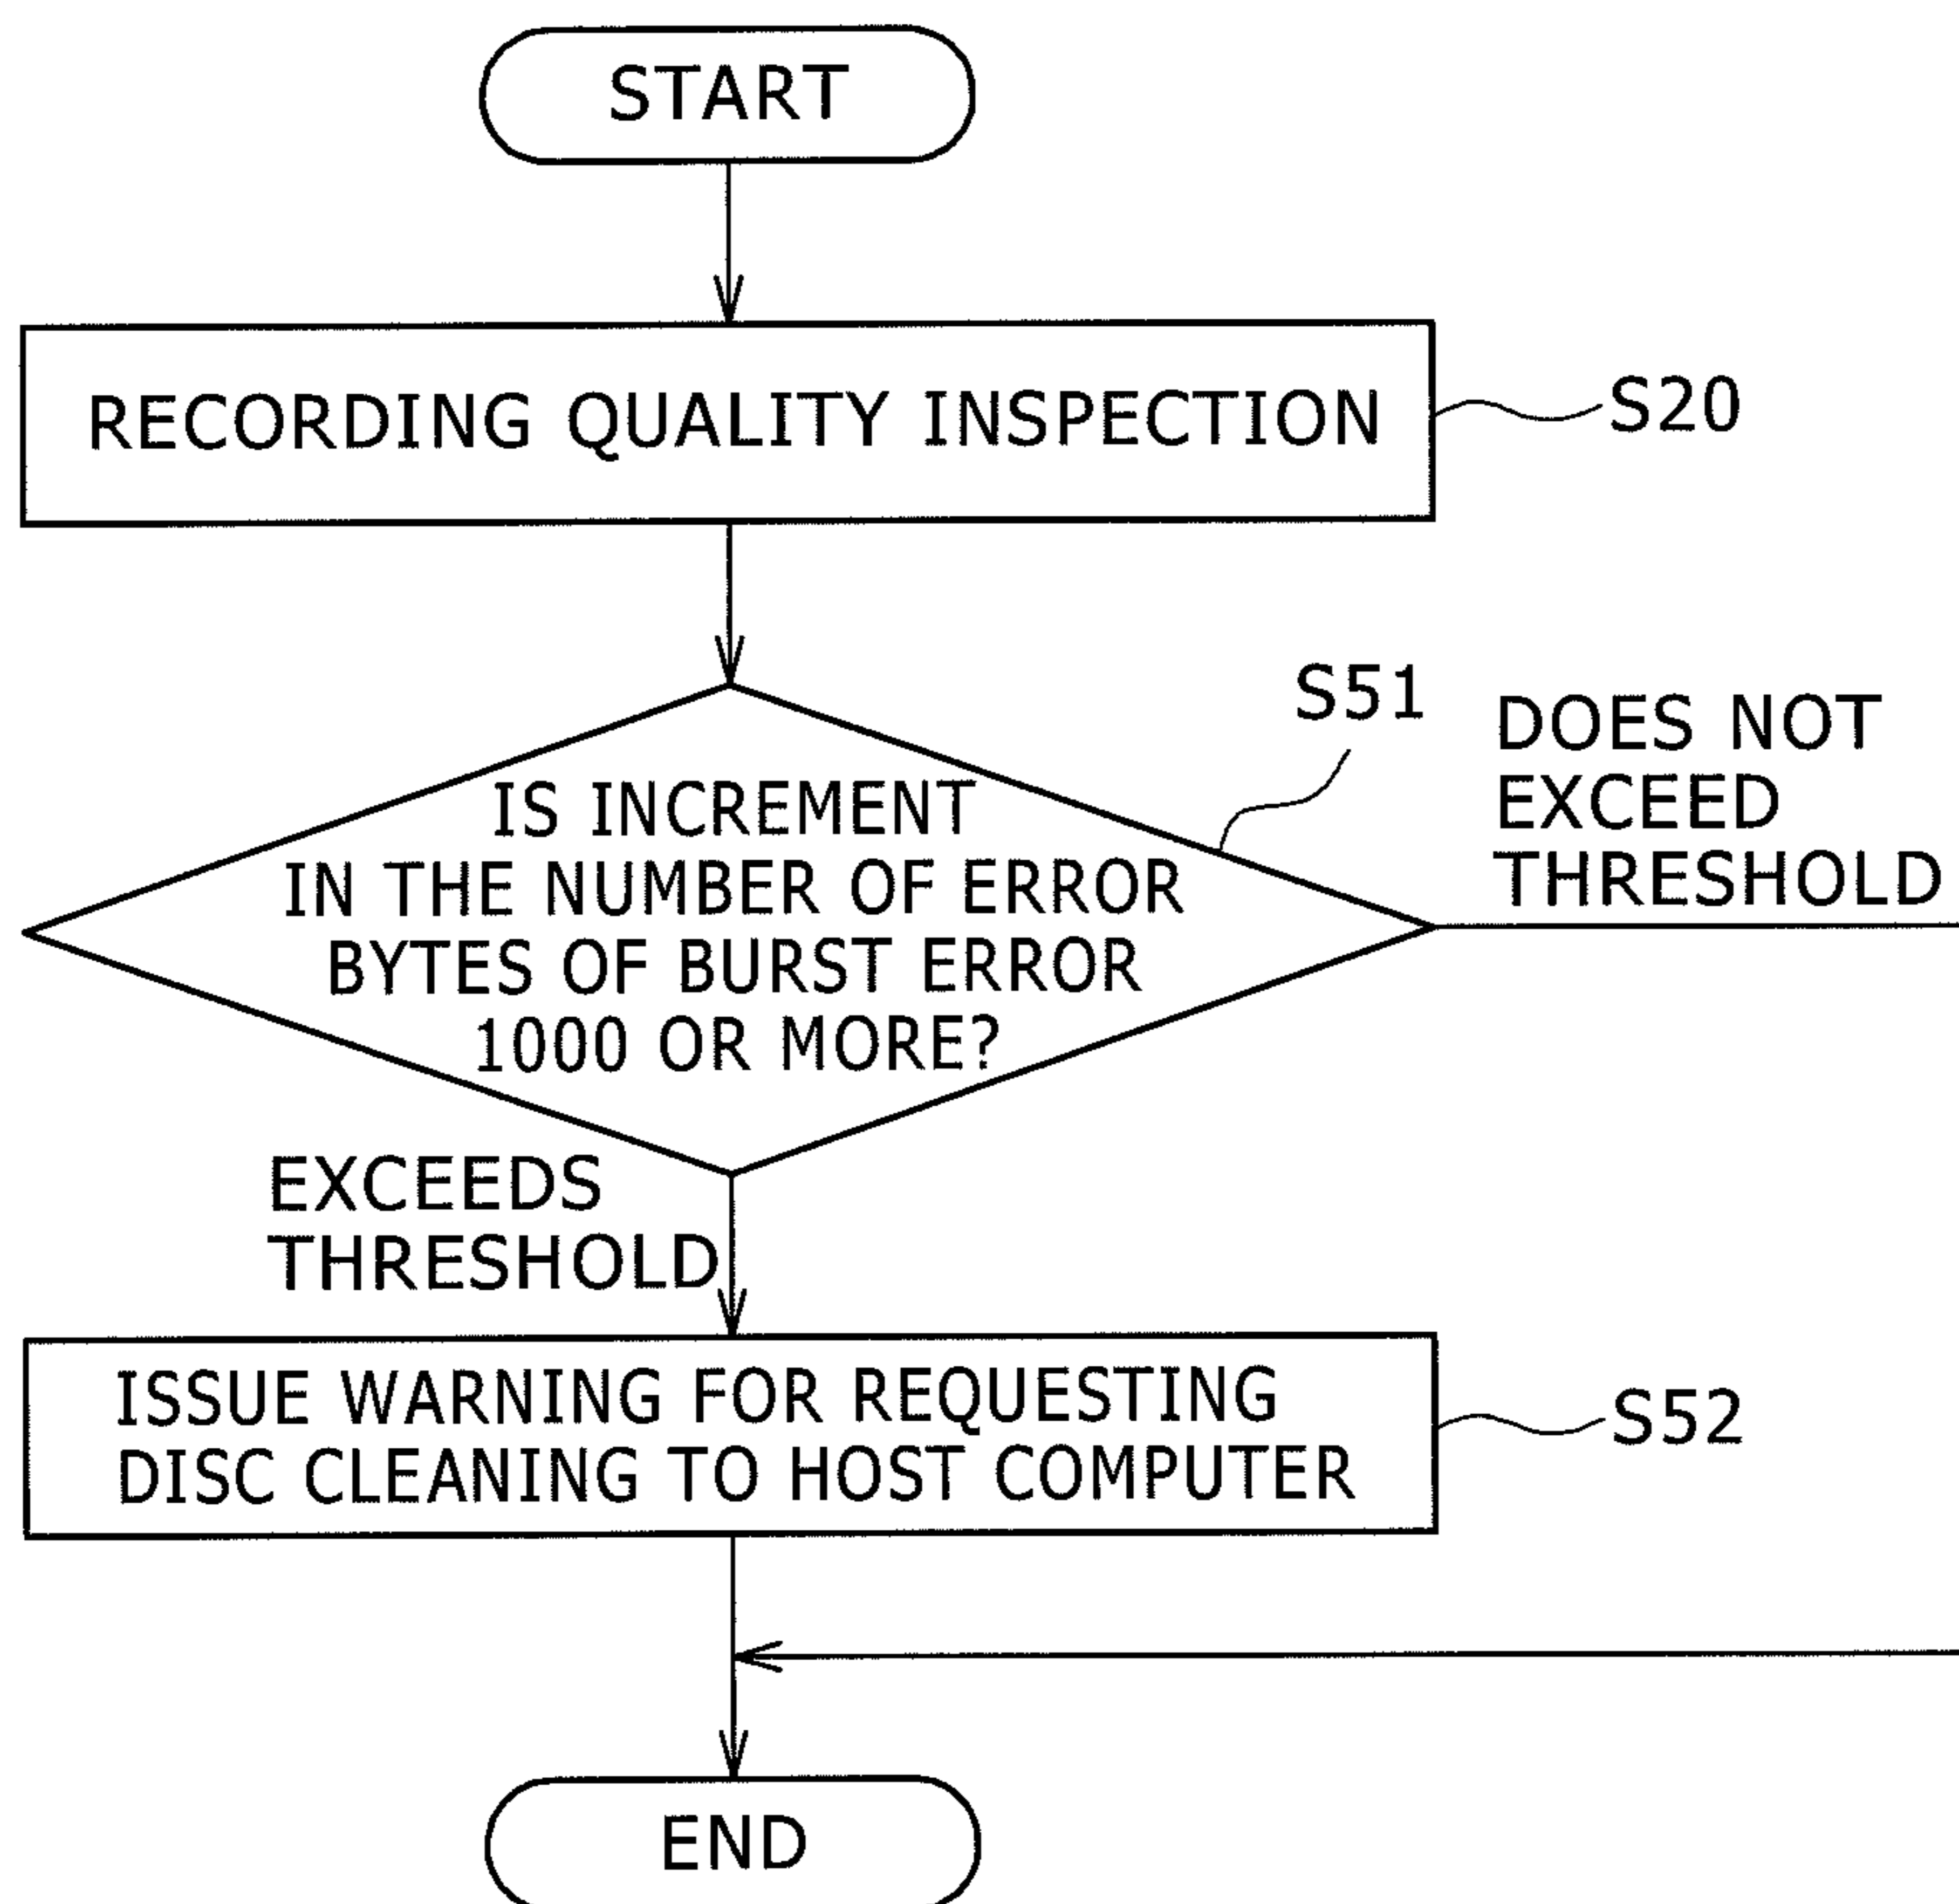 START
RECORDING QUALITY INSPECTION
S20
S51
DOES NOT
EXCEED
THRESHOLD
IS INCREMENT
IN THE NUMBER OF ERROR
BYTES OF BURST ERROR
1000 OR MORE?
EXCEEDS
THRESHOLD
ISSUE WARNING FOR REQUESTING
DISC CLEANING TO HOST COMPUTER
S52
END